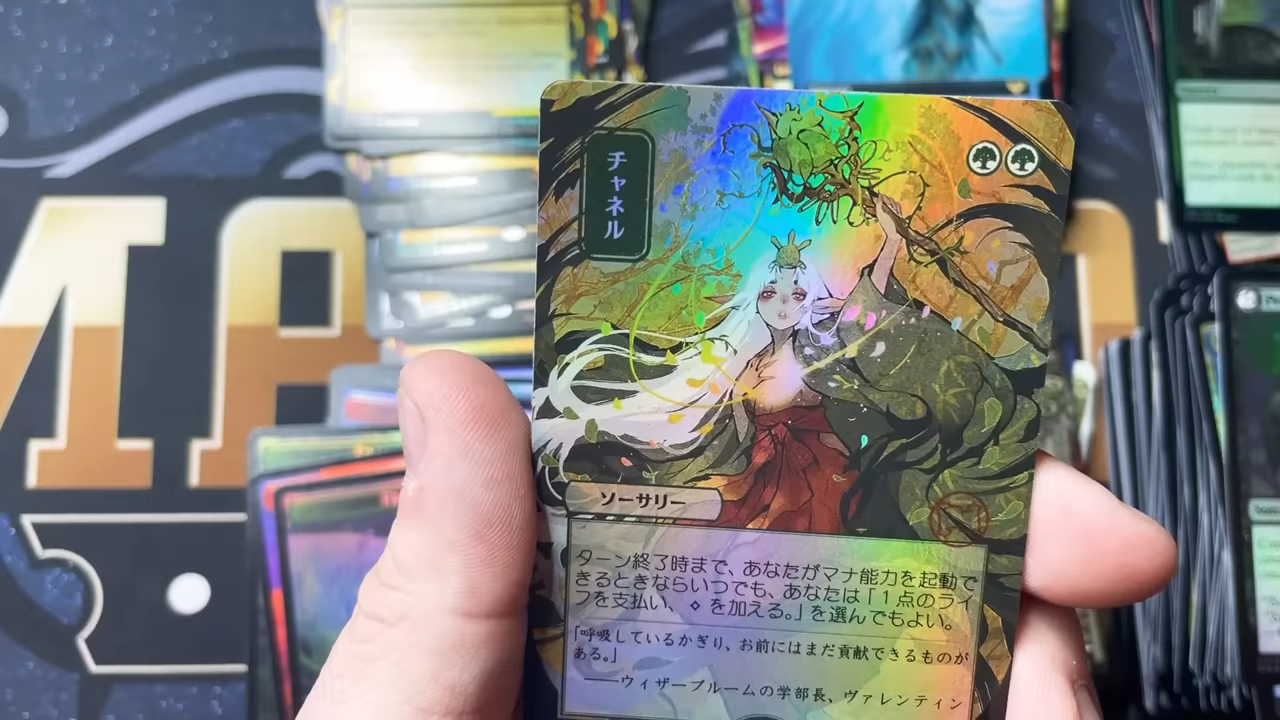 チャネル
ソーサリー
ターン終了時まで、あなたがマナ能力を起動で
きるときならいつでも、あなたは「１点のライ
フを支払い、◇を加える。」を選んでもよい。
「呼吸しているかぎり、お前にはまだ貢献できるものが
ある。」
――ウィザーブルームの学部長、ヴァレンティン